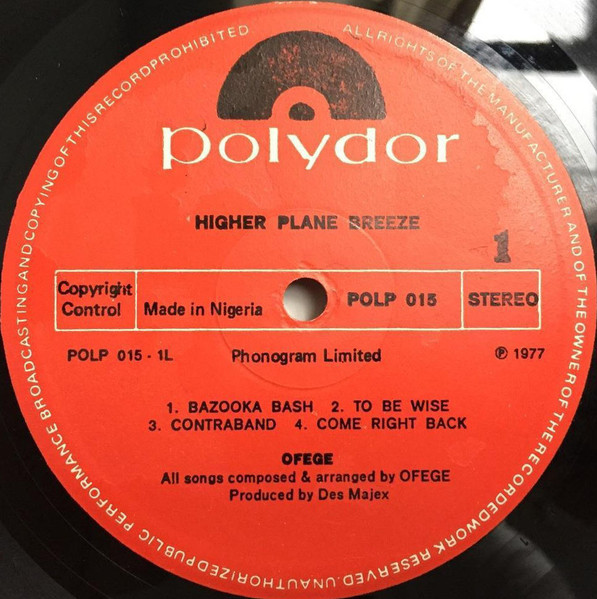 ALL RIGHTS OF THE MANUFACTURER AND OF THE OWNER OF THE RECORDED WORK RESERVED. UNAUTHORIZED PUBLIC PERFORMANCE BROADCASTING AND COPYING OF THIS RECORD PROHIBITED
polydor
HIGHER PLANE BREEZE
1
Copyright
Control
Made in Nigeria
POLP 015
STEREO
POLP 015 - 1L
Phonogram Limited
℗ 1977
1. BAZOOKA BASH 2. TO BE WISE
3. CONTRABAND 4. COME RIGHT BACK
OFEGE
All songs composed & arranged by OFEGE
Produced by Des Majex